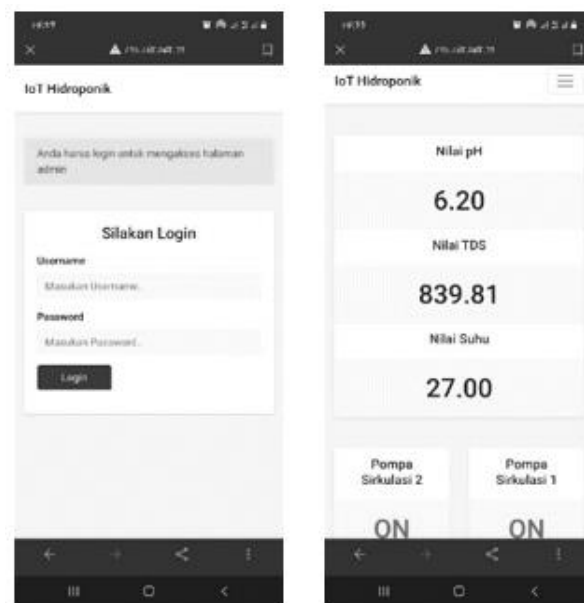 IoT Hidroponik
Anda harus login untuk mengakses halaman
admin
Silakan Login
Username
Masukan Username..
Password
Masukan Password..
Login
IoT Hidroponik
Nilai pH
6.20
Nilai TDS
839.81
Nilai Suhu
27.00
Pompa
Sirkulasi 2
ON
Pompa
Sirkulasi 1
ON